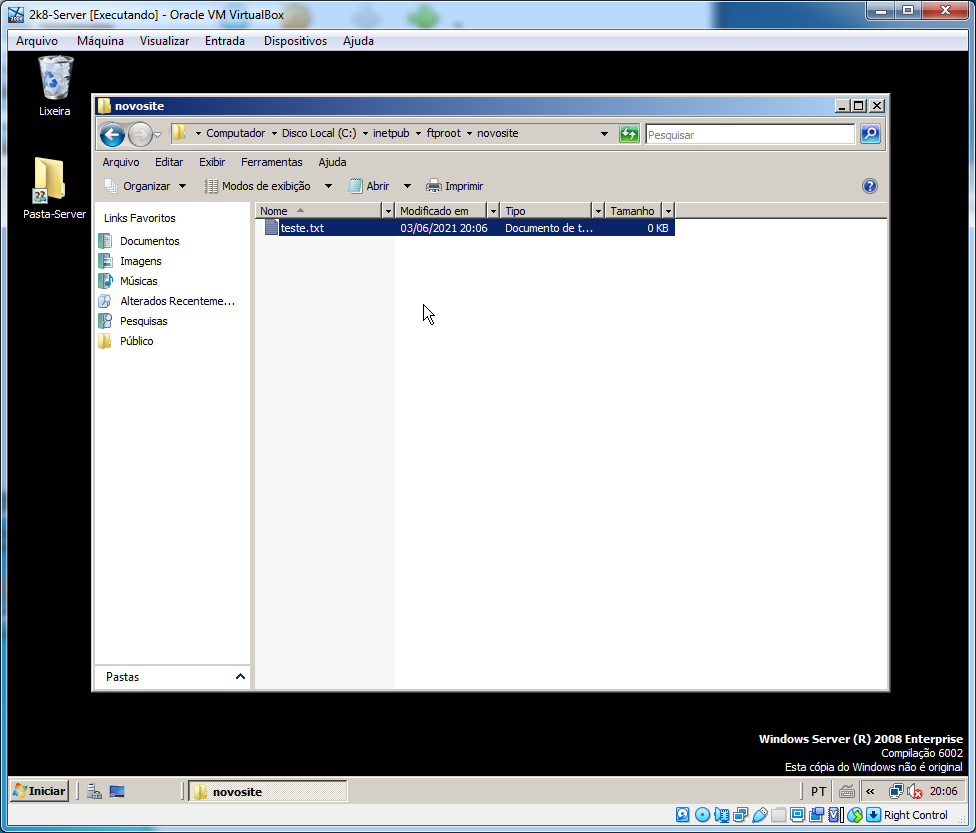 2k8-Server [Executando] - Oracle VM VirtualBox
Arquivo Máquina Visualizar Entrada Dispositivos Ajuda
Lixeira
Pasta-Server
novosite
Computador Disco Local (C:) inetpub ftproot novosite Pesquisar
Arquivo Editar Exibir Ferramentas Ajuda
Organizar Modos de exibição Abrir Imprimir
Links Favoritos
Documentos
Imagens
Músicas
Alterados Recenteme...
Pesquisas
Público
Pastas
Nome Modificado em Tipo Tamanho
teste.txt 03/06/2021 20:06 Documento de t... 0 KB
Windows Server (R) 2008 Enterprise
Compilação 6002
Esta cópia do Windows não é original
Iniciar novosite PT « 20:06
Right Control